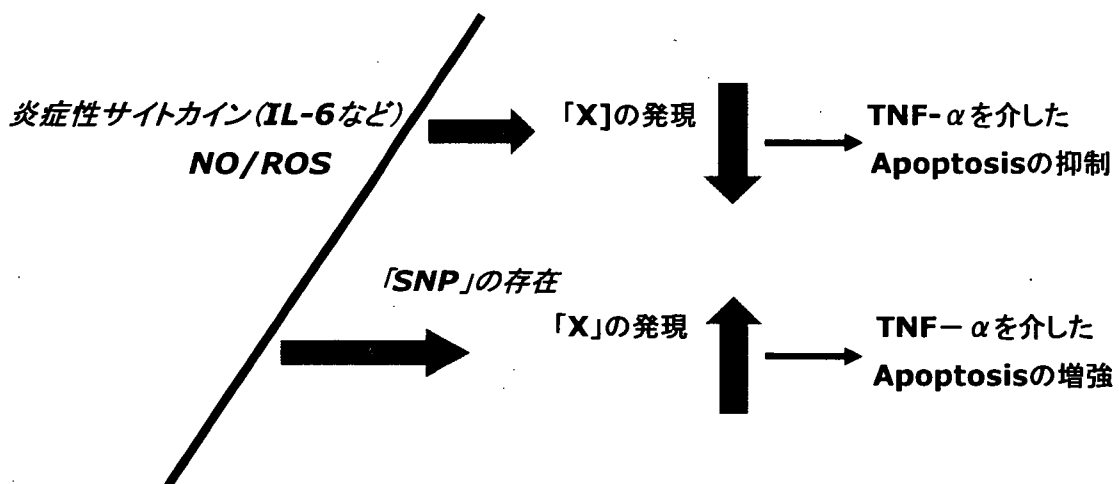 炎症性サイトカイン(IL-6など)
NO/ROS
「X]の発現
TNF-αを介した
Apoptosisの抑制
「SNP」の存在
「X」の発現
TNF－αを介した
Apoptosisの増強